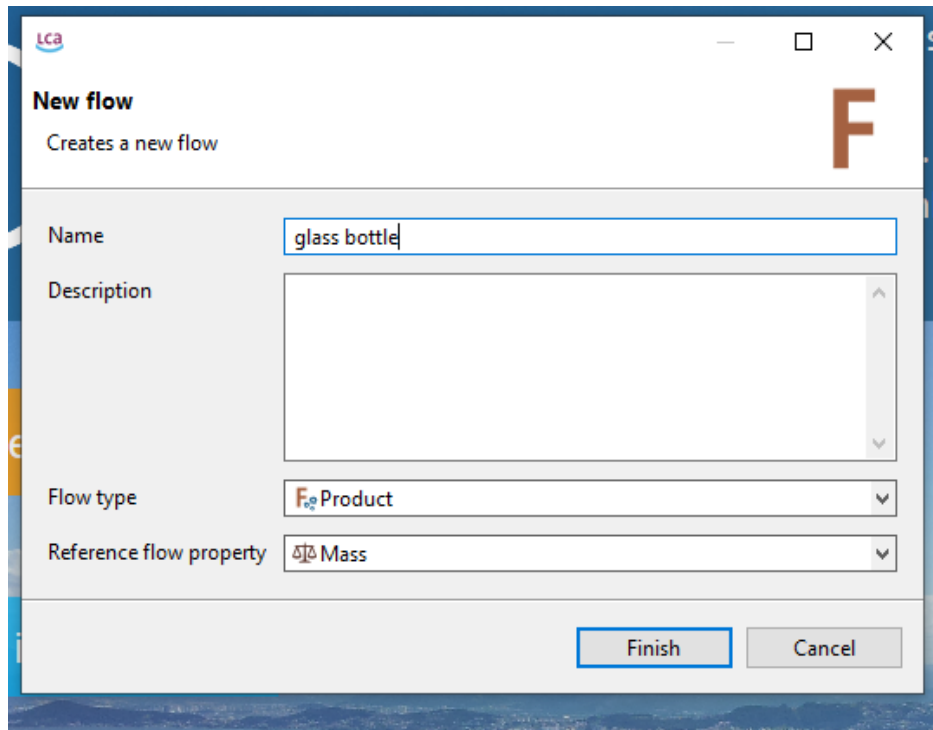 LCA
New flow
Creates a new flow
F
Name
glass bottle
Description
Flow type
Product
Reference flow property
Mass
Finish
Cancel